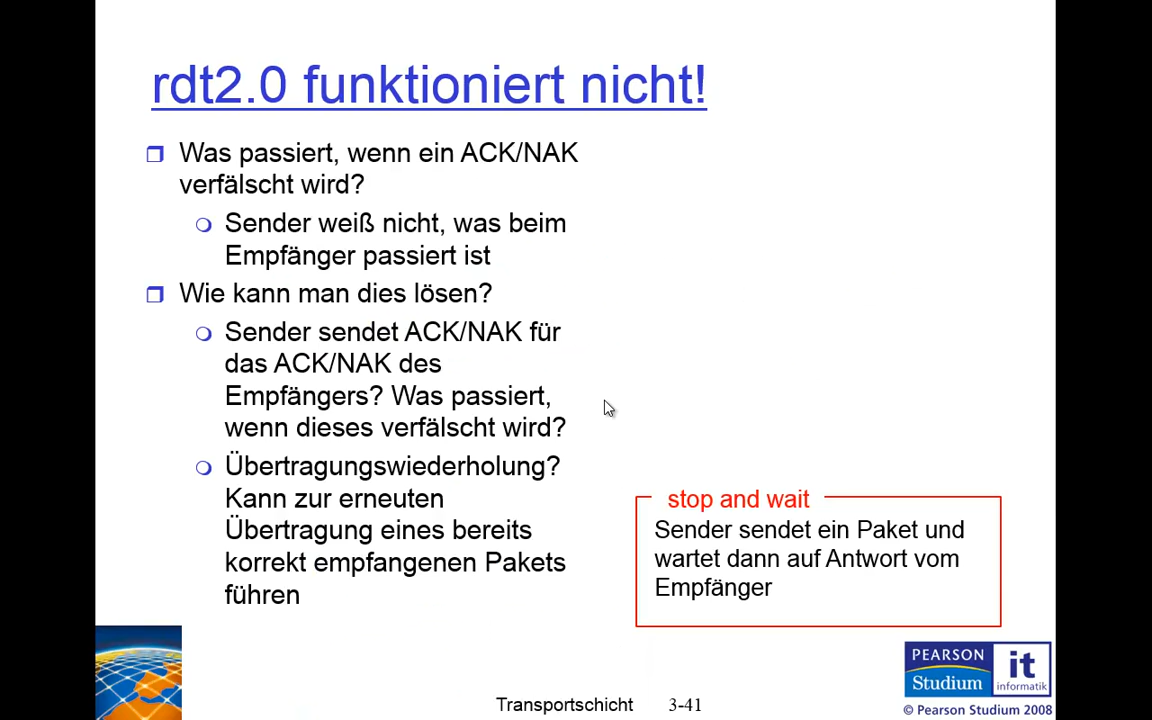 rdt2.0 funktioniert nicht!
Was passiert, wenn ein ACK/NAK
verfälscht wird?
Sender weiß nicht, was beim
Empfänger passiert ist
Wie kann man dies lösen?
Sender sendet ACK/NAK für
das ACK/NAK des
Empfängers? Was passiert,
wenn dieses verfälscht wird?
Übertragungswiederholung?
Kann zur erneuten
Übertragung eines bereits
korrekt empfangenen Pakets
führen
stop and wait
Sender sendet ein Paket und
wartet dann auf Antwort vom
Empfänger
PEARSON
Studium
it
informatik
© Pearson Studium 2008
Transportschicht 3-41